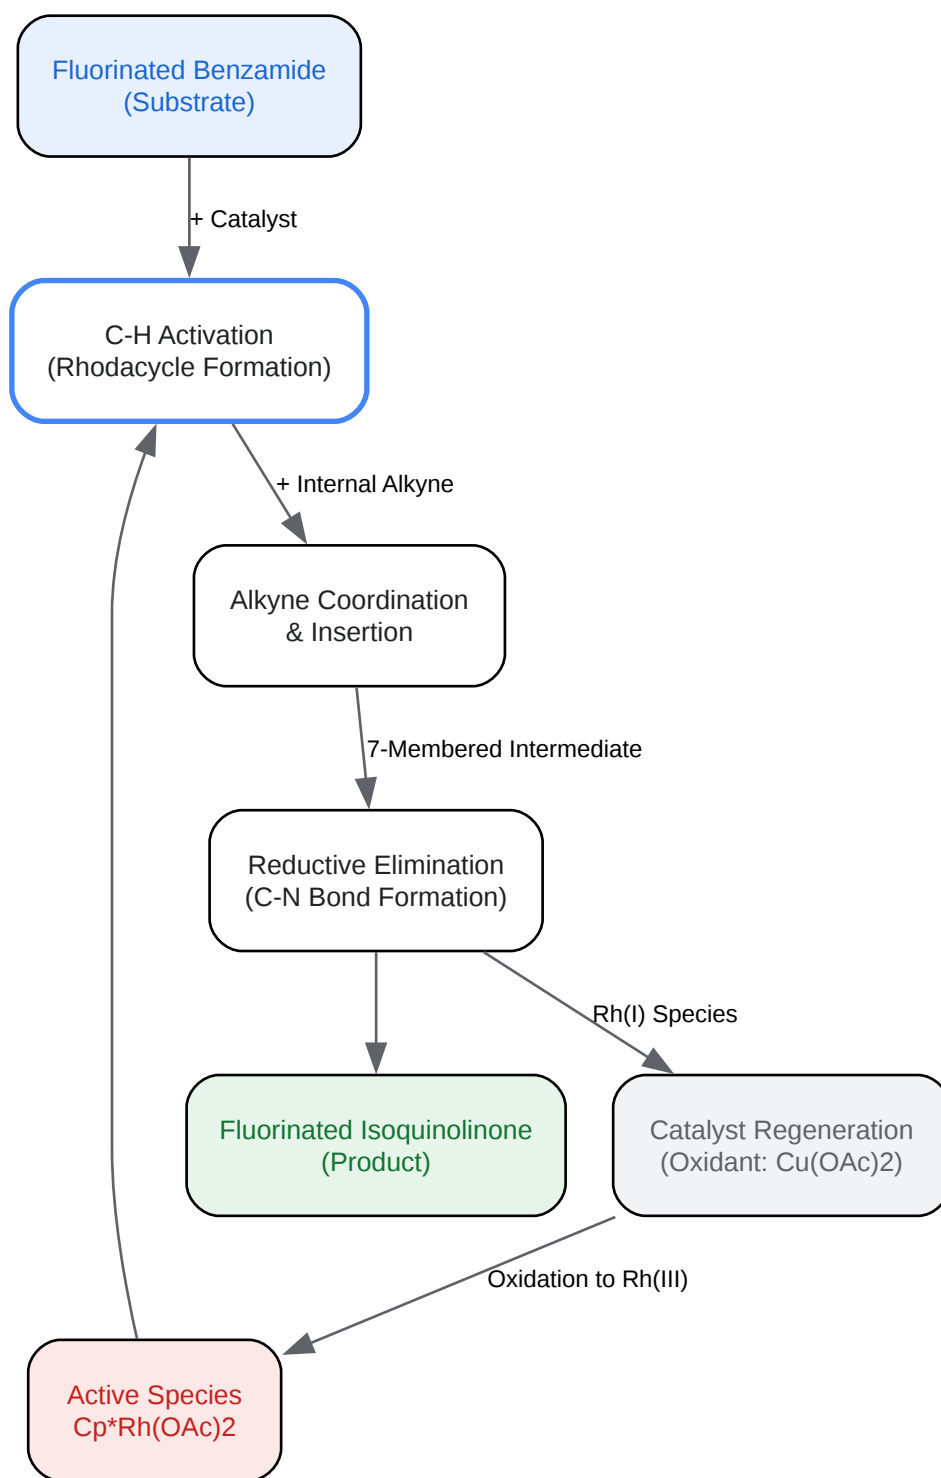 Fluorinated Benzamide
(Substrate)
+ Catalyst
C-H Activation
(Rhodacycle Formation)
+ Internal Alkyne
Alkyne Coordination
& Insertion
7-Membered Intermediate
Reductive Elimination
(C-N Bond Formation)
Rh(I) Species
Fluorinated Isoquinolinone
(Product)
Catalyst Regeneration
(Oxidant: Cu(OAc)2)
Oxidation to Rh(III)
Active Species
Cp*Rh(OAc)2